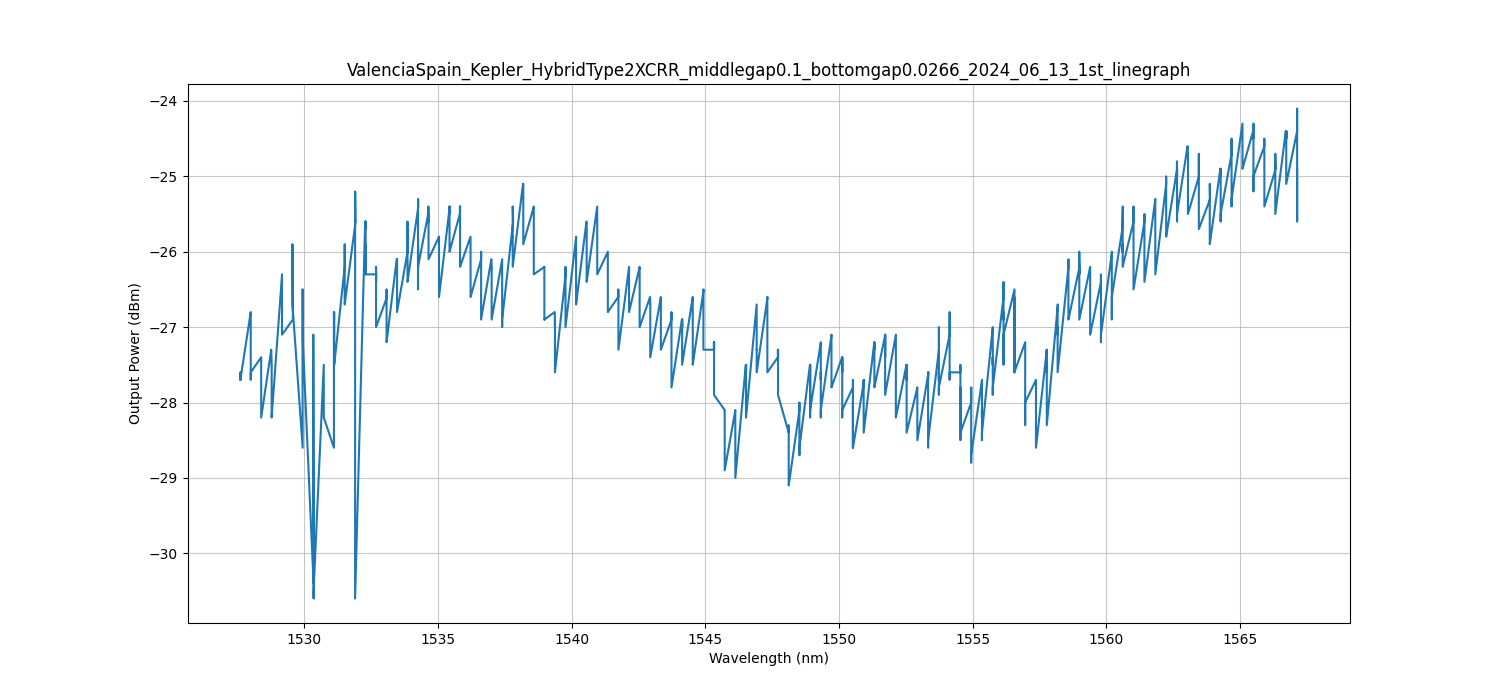 ValenciaSpain_Kepler_HybridType2XCRR_middlegap0.1_bottomgap0.0266_2024_06_13_1st_linegraph
Output Power (dBm)
−24
−25
−26
−27
−28
−29
−30
1530 1535 1540 1545 1550 1555 1560 1565
Wavelength (nm)